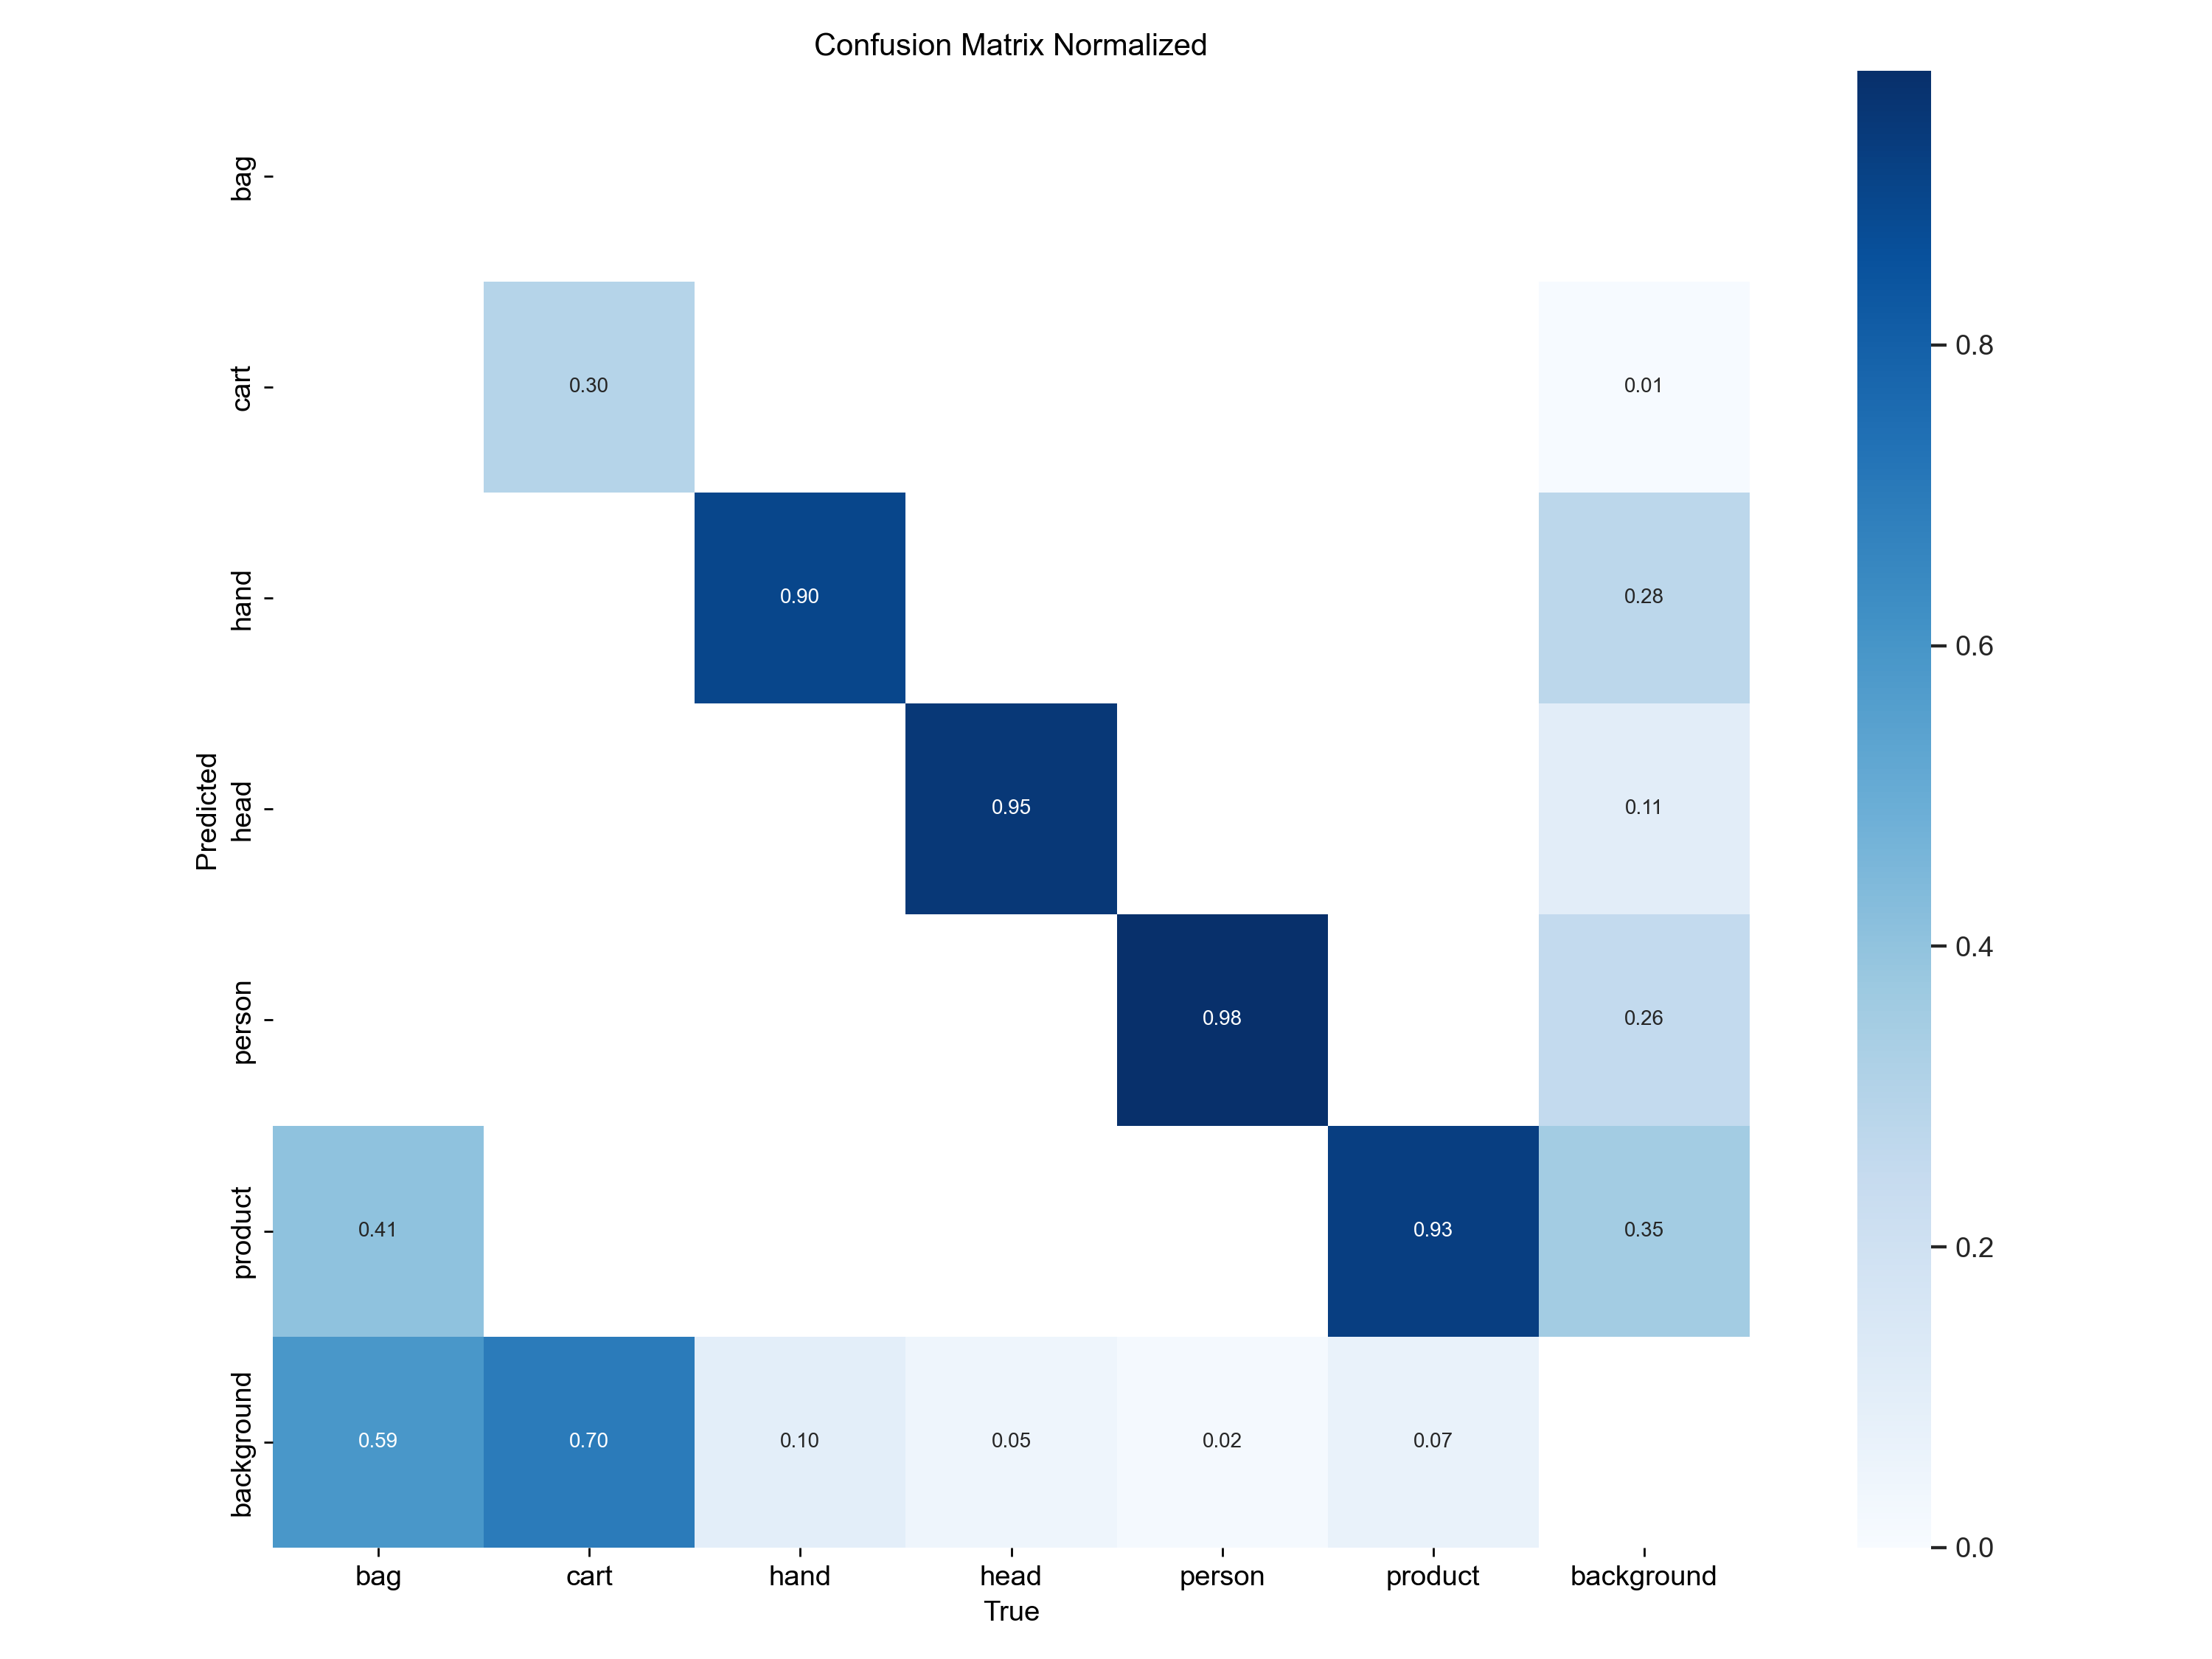 Confusion Matrix Normalized
Predicted
bag
cart
0.30
0.01
hand
0.90
0.28
head
0.95
0.11
person
0.98
0.26
product
0.41
0.93
0.35
background
0.59
0.70
0.10
0.05
0.02
0.07
bag
cart
hand
head
person
product
background
True
0.8
0.6
0.4
0.2
0.0